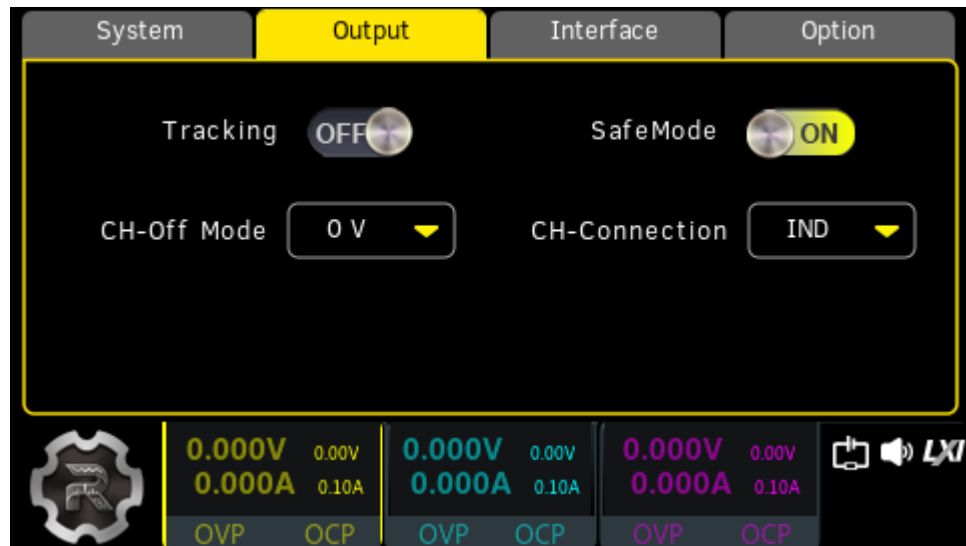 System Output Interface Option
Tracking OFF SafeMode ON
CH-Off Mode 0 V CH-Connection IND
0.000V 0.00V 0.000V 0.00V 0.000V 0.00V
0.000A 0.10A 0.000A 0.10A 0.000A 0.10A
OVP OCP OVP OCP OVP OCP
R
LXI